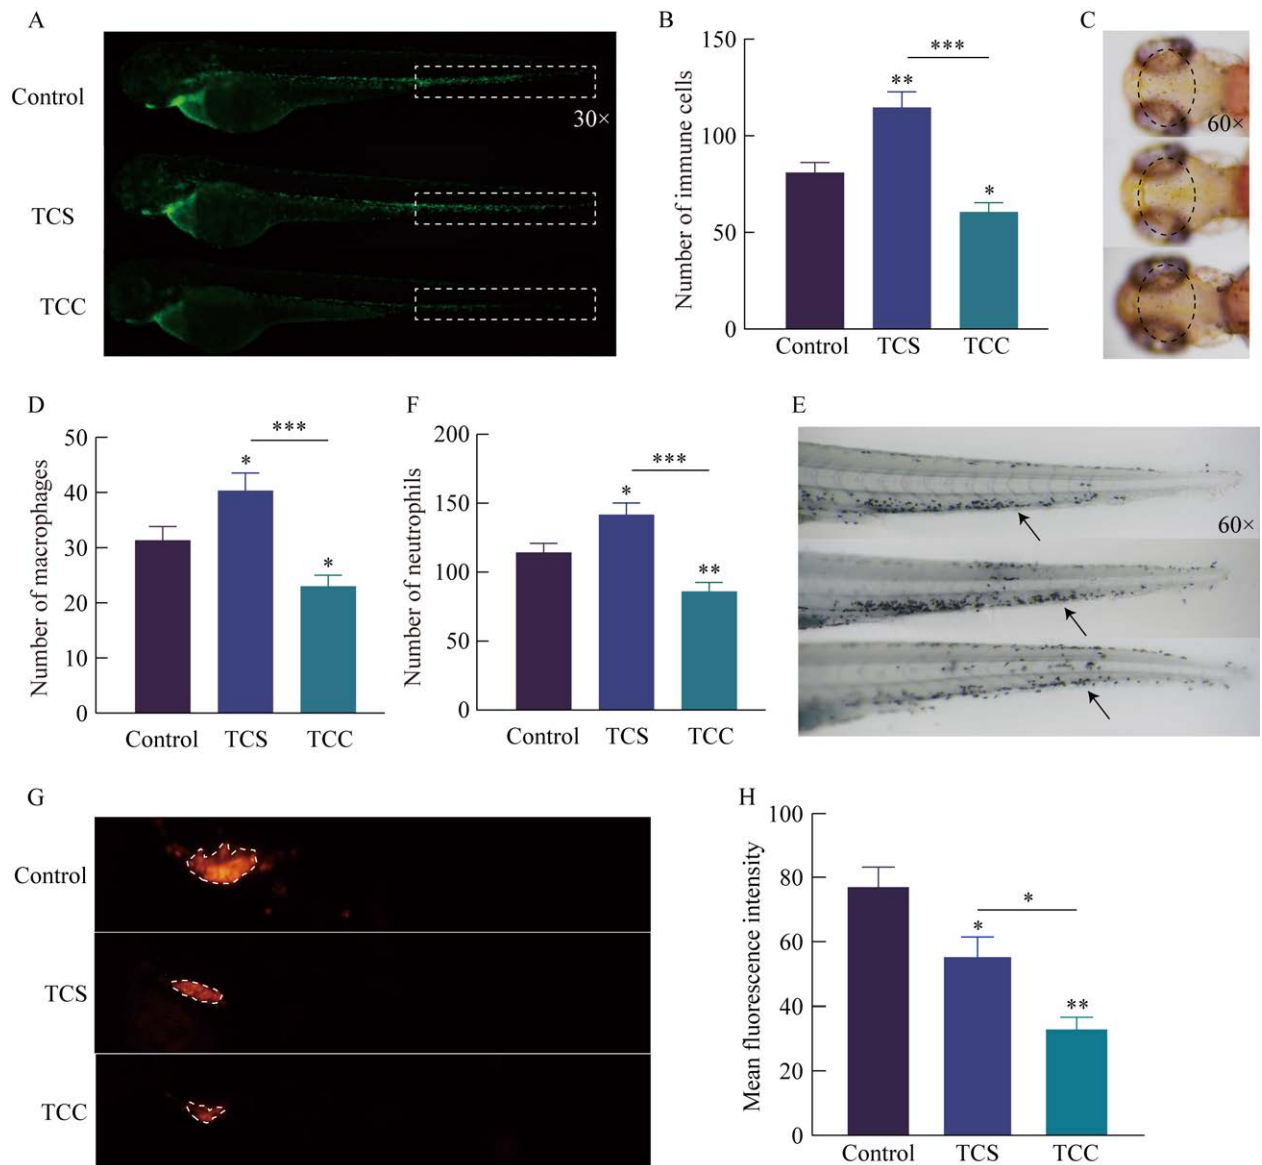 A
Control
30×
TCS
TCC
B
Number of immune cells
150
100
50
0
***
**
*
Control TCS TCC
C
60×
D
Number of macrophages
50
40
30
20
10
0
***
*
*
Control TCS TCC
F
Number of neutrophils
200
150
100
50
0
***
*
**
Control TCS TCC
E
60×
G
Control
TCS
TCC
H
Mean fluorescence intensity
100
80
60
40
20
0
*
*
**
Control TCS TCC